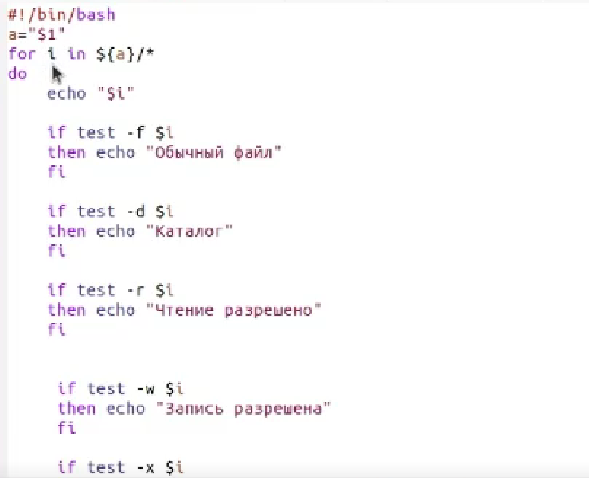 #!/bin/bash
a="$1"
for i in ${a}/*
do
echo "$i"
if test -f $i
then echo "Обычный файл"
fi
if test -d $i
then echo "Каталог"
fi
if test -r $i
then echo "Чтение разрешено"
fi
if test -w $i
then echo "Запись разрешена"
fi
if test -x $i